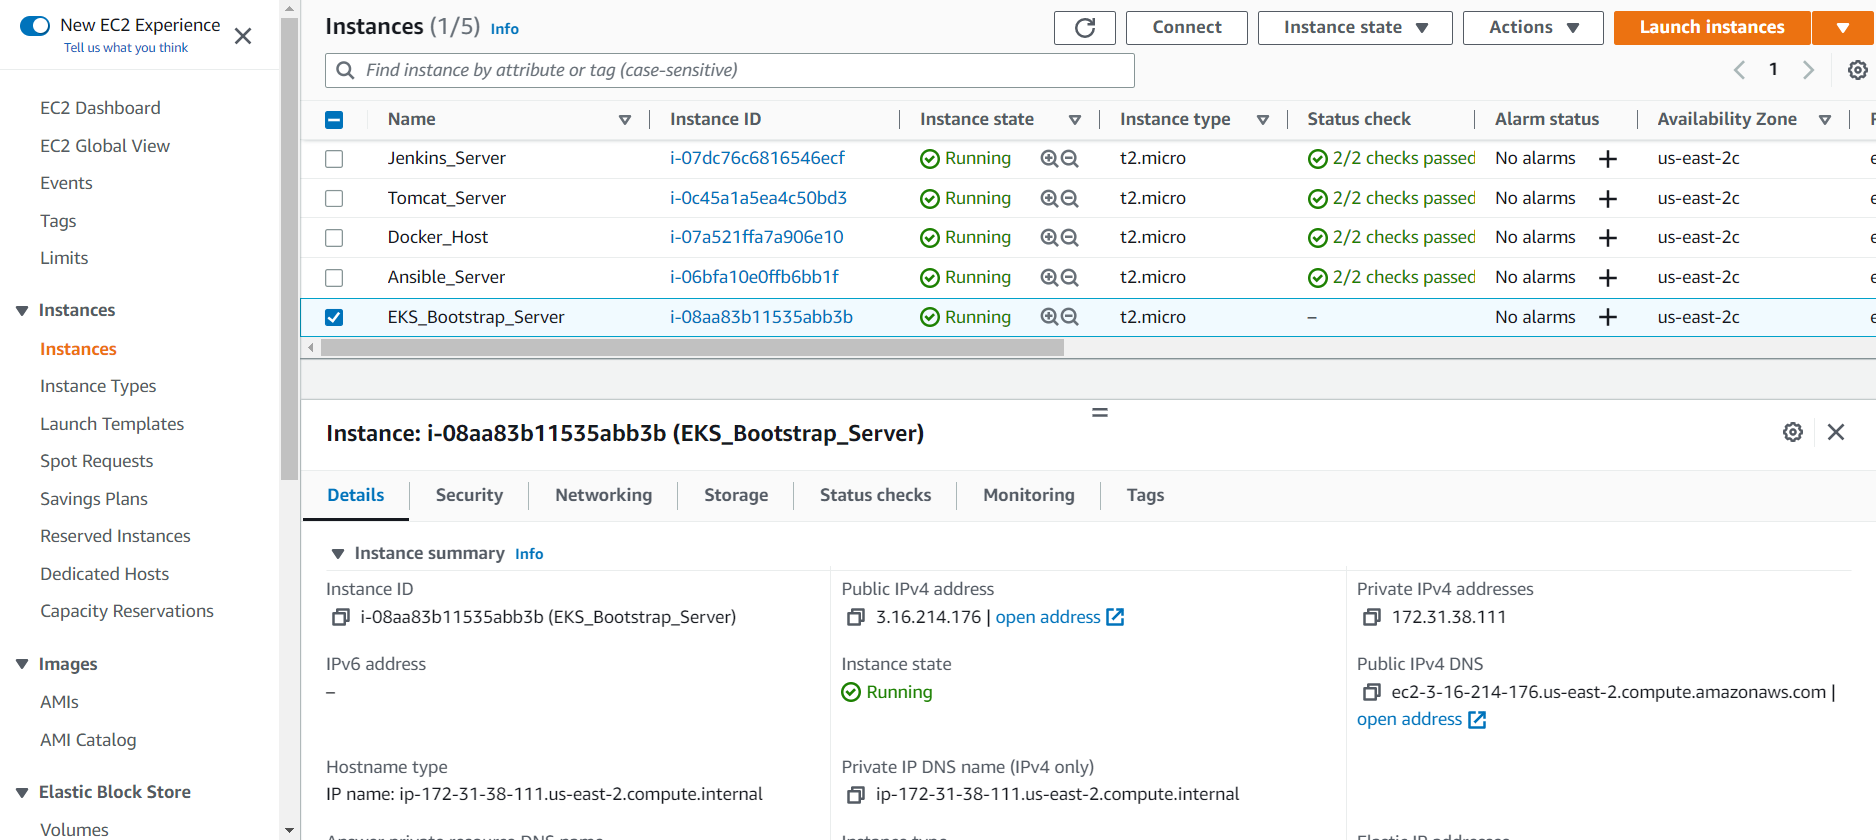 New EC2 Experience
Tell us what you think
EC2 Dashboard
EC2 Global View
Events
Tags
Limits
Instances
Instances
Instance Types
Launch Templates
Spot Requests
Savings Plans
Reserved Instances
Dedicated Hosts
Capacity Reservations
Images
AMIs
AMI Catalog
Elastic Block Store
Volumes
Instances (1/5) Info
Connect
Instance state
Actions
Launch instances
Find instance by attribute or tag (case-sensitive)
1
Name Instance ID Instance state Instance type Status check Alarm status Availability Zone
Jenkins_Server i-07dc76c6816546ecf Running t2.micro 2/2 checks passed No alarms us-east-2c
Tomcat_Server i-0c45a1a5ea4c50bd3 Running t2.micro 2/2 checks passed No alarms us-east-2c
Docker_Host i-07a521ffa7a906e10 Running t2.micro 2/2 checks passed No alarms us-east-2c
Ansible_Server i-06bfa10e0ffb6bb1f Running t2.micro 2/2 checks passed No alarms us-east-2c
EKS_Bootstrap_Server i-08aa83b11535abb3b Running t2.micro – No alarms us-east-2c
Instance: i-08aa83b11535abb3b (EKS_Bootstrap_Server)
Details Security Networking Storage Status checks Monitoring Tags
Instance summary Info
Instance ID
i-08aa83b11535abb3b (EKS_Bootstrap_Server)
Public IPv4 address
3.16.214.176 | open address
Private IPv4 addresses
172.31.38.111
IPv6 address
–
Instance state
Running
Public IPv4 DNS
ec2-3-16-214-176.us-east-2.compute.amazonaws.com |
open address
Hostname type
IP name: ip-172-31-38-111.us-east-2.compute.internal
Private IP DNS name (IPv4 only)
ip-172-31-38-111.us-east-2.compute.internal
Answer private resource DNS name
Instance type
Elastic IP addresses